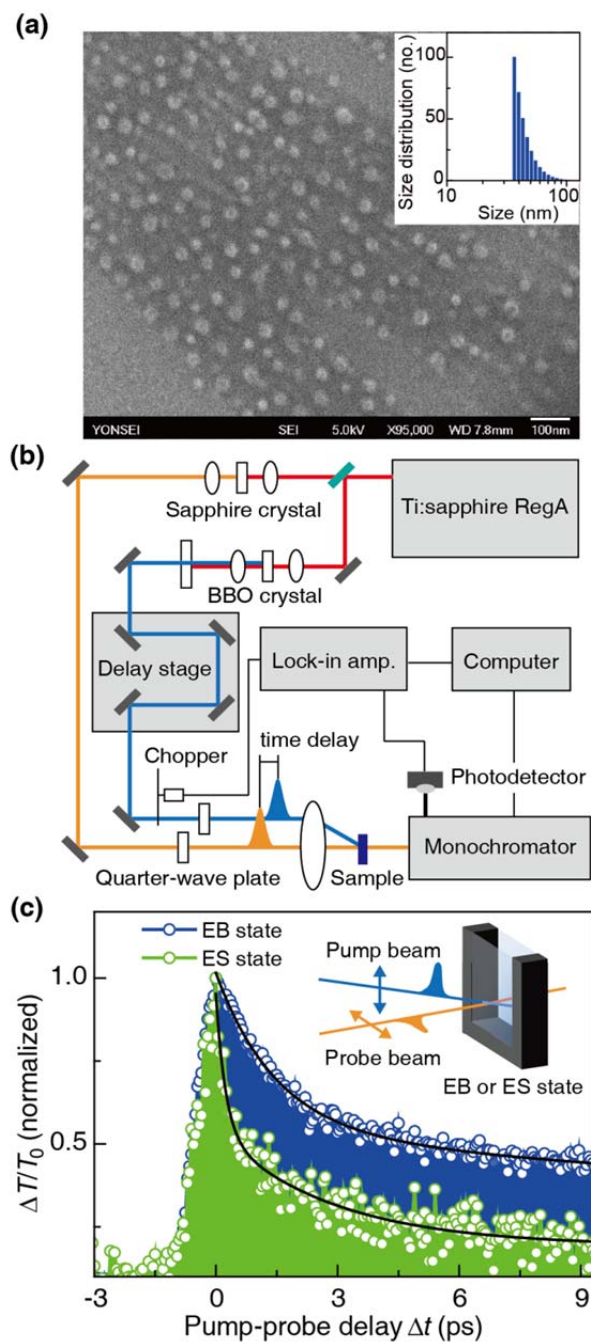 (a)
Size distribution (no.)
100
50
0
10
100
Size (nm)
YONSEI SEI 5.0kV X95,000 WD 7.8mm 100nm
(b)
Sapphire crystal
Ti:sapphire RegA
BBO crystal
Delay stage
Lock-in amp.
Computer
Chopper
time delay
Photodetector
Monochromator
Quarter-wave plate
Sample
(c)
EB state
ES state
Pump beam
Probe beam
EB or ES state
ΔT/T0 (normalized)
1.0
0.5
-3 0 3 6 9
Pump-probe delay Δt (ps)